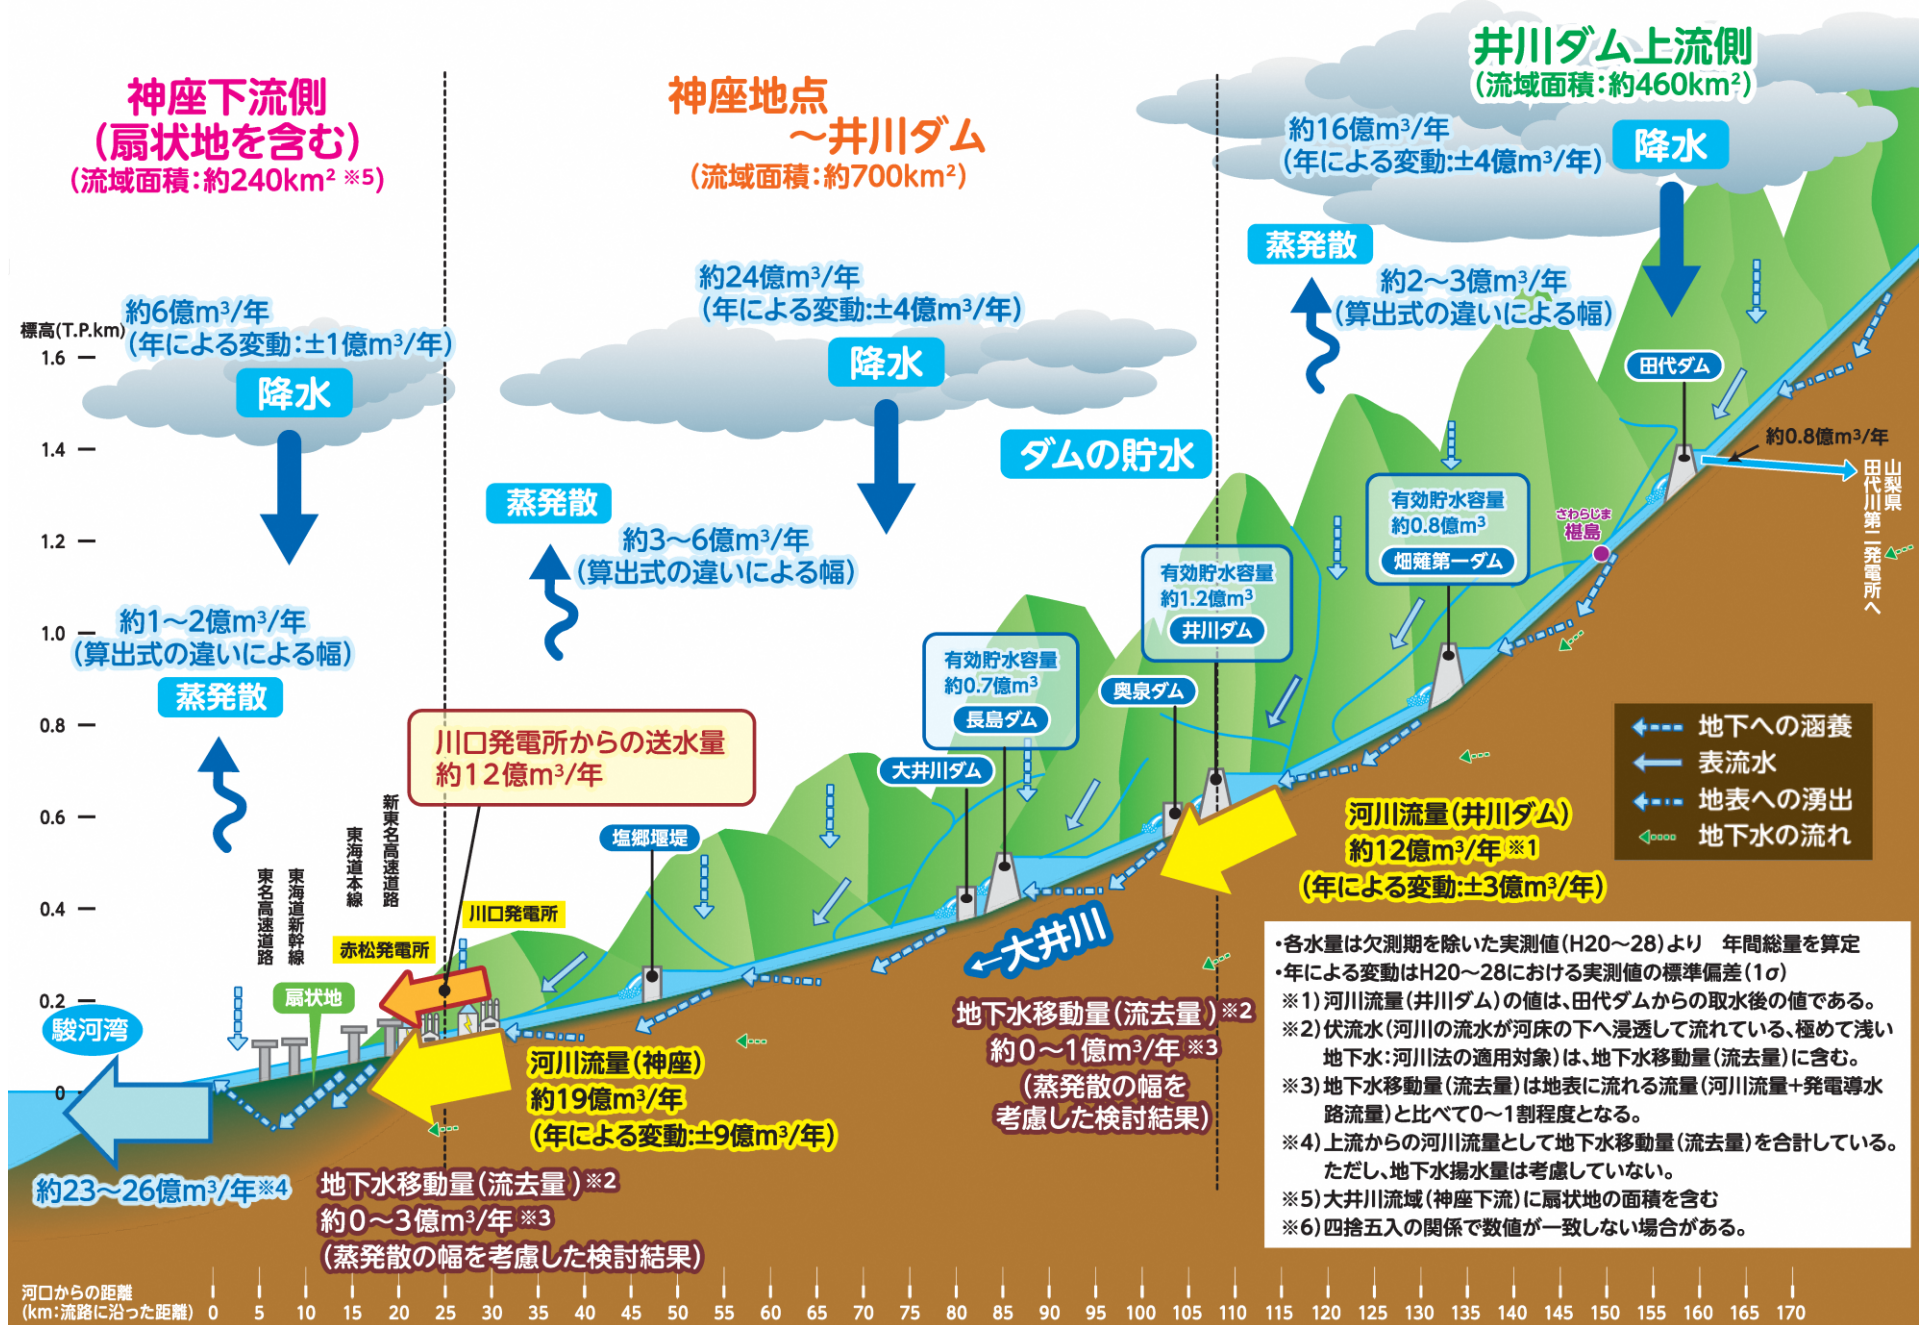 神座下流側
(扇状地を含む)
(流域面積：約240km² ※5)
神座地点
～井川ダム
(流域面積：約700km²)
井川ダム上流側
(流域面積：約460km²)
約16億m³/年
(年による変動:±4億m³/年)
降水
蒸発散
約2～3億m³/年
(算出式の違いによる幅)
約24億m³/年
(年による変動:±4億m³/年)
降水
約6億m³/年
(年による変動:±1億m³/年)
降水
標高(T.P.km)
1.6
1.4
1.2
1.0
0.8
0.6
0.4
0.2
0
ダムの貯水
蒸発散
約3～6億m³/年
(算出式の違いによる幅)
約1～2億m³/年
(算出式の違いによる幅)
蒸発散
田代ダム
約0.8億m³/年
山梨県
田代川第二発電所へ
さわらじま
椹島
有効貯水容量
約0.8億m³
畑薙第一ダム
有効貯水容量
約1.2億m³
井川ダム
有効貯水容量
約0.7億m³
長島ダム
奥泉ダム
大井川ダム
塩郷堰堤
川口発電所からの送水量
約12億m³/年
新東名高速道路
東海道本線
東海道新幹線
東名高速道路
川口発電所
赤松発電所
扇状地
駿河湾
←大井川
地下への涵養
表流水
地表への湧出
地下水の流れ
河川流量(井川ダム)
約12億m³/年 ※1
(年による変動:±3億m³/年)
河川流量(神座)
約19億m³/年
(年による変動:±9億m³/年)
地下水移動量(流去量)※2
約0～1億m³/年 ※3
(蒸発散の幅を
考慮した検討結果)
約23～26億m³/年※4
地下水移動量(流去量)※2
約0～3億m³/年 ※3
(蒸発散の幅を考慮した検討結果)
・各水量は欠測期を除いた実測値(H20～28)より　年間総量を算定
・年による変動はH20～28における実測値の標準偏差(1σ)
※1)河川流量(井川ダム)の値は、田代ダムからの取水後の値である。
※2)伏流水(河川の流水が河床の下へ浸透して流れている、極めて浅い
地下水：河川法の適用対象)は、地下水移動量(流去量)に含む。
※3)地下水移動量(流去量)は地表に流れる流量(河川流量+発電導水
路流量)と比べて0～1割程度となる。
※4)上流からの河川流量として地下水移動量(流去量)を合計している。
ただし、地下水揚水量は考慮していない。
※5)大井川流域(神座下流)に扇状地の面積を含む
※6)四捨五入の関係で数値が一致しない場合がある。
河口からの距離
(km：流路に沿った距離) 0 5 10 15 20 25 30 35 40 45 50 55 60 65 70 75 80 85 90 95 100 105 110 115 120 125 130 135 140 145 150 155 160 165 170